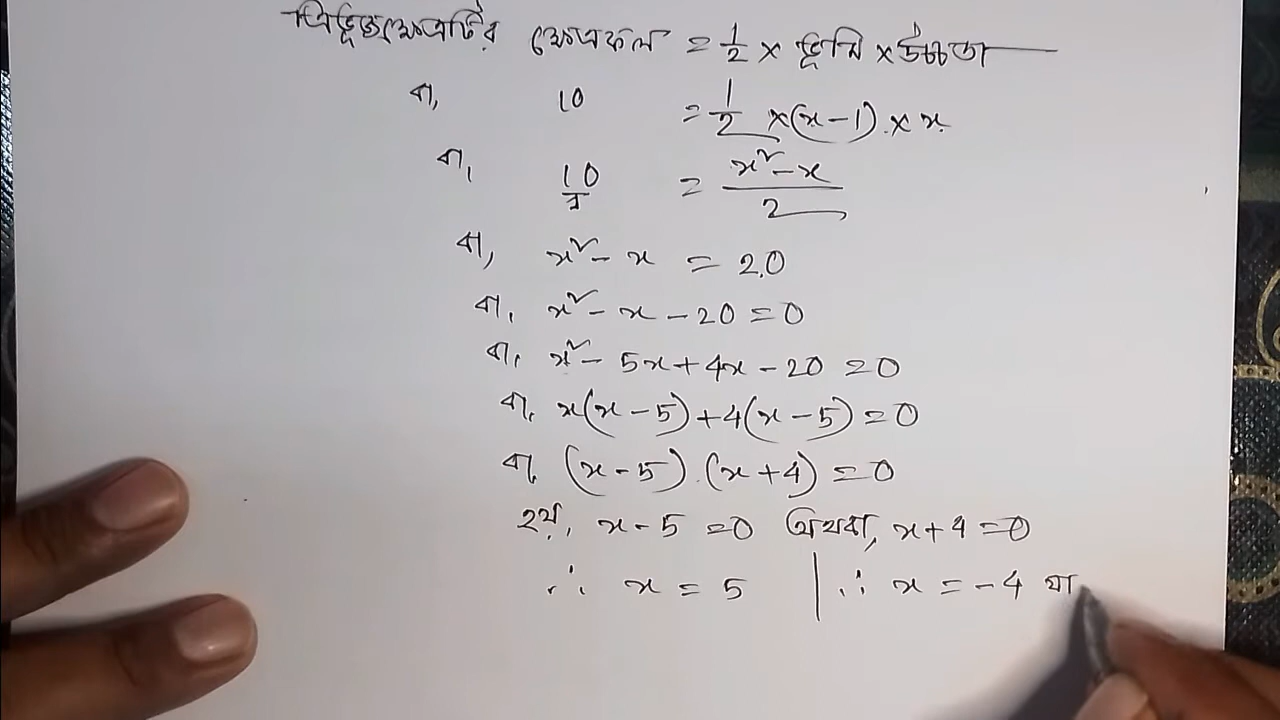 ত্রিভূজক্ষেত্রটির ক্ষেত্রফল = 1/2 × ভূমি × উচ্চতা
বা, 10 = 1/2 × (x - 1) . × x
বা, 10/1 = x² - x / 2
বা, x² - x = 20
বা, x² - x - 20 = 0
বা, x² - 5x + 4x - 20 = 0
বা, x(x - 5) + 4(x - 5) = 0
বা, (x - 5) . (x + 4) = 0
হয়, x - 5 = 0 অথবা, x + 4 = 0
∴ x = 5 | ∴ x = -4 যা